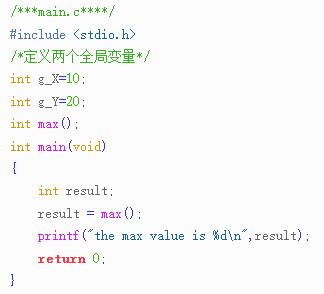 /***main.c****/
#include <stdio.h>
/*定义两个全局变量*/
int g_X=10;
int g_Y=20;
int max();
int main(void)
{
    int result;
    result = max();
    printf("the max value is %d\n",result);
    return 0;
}